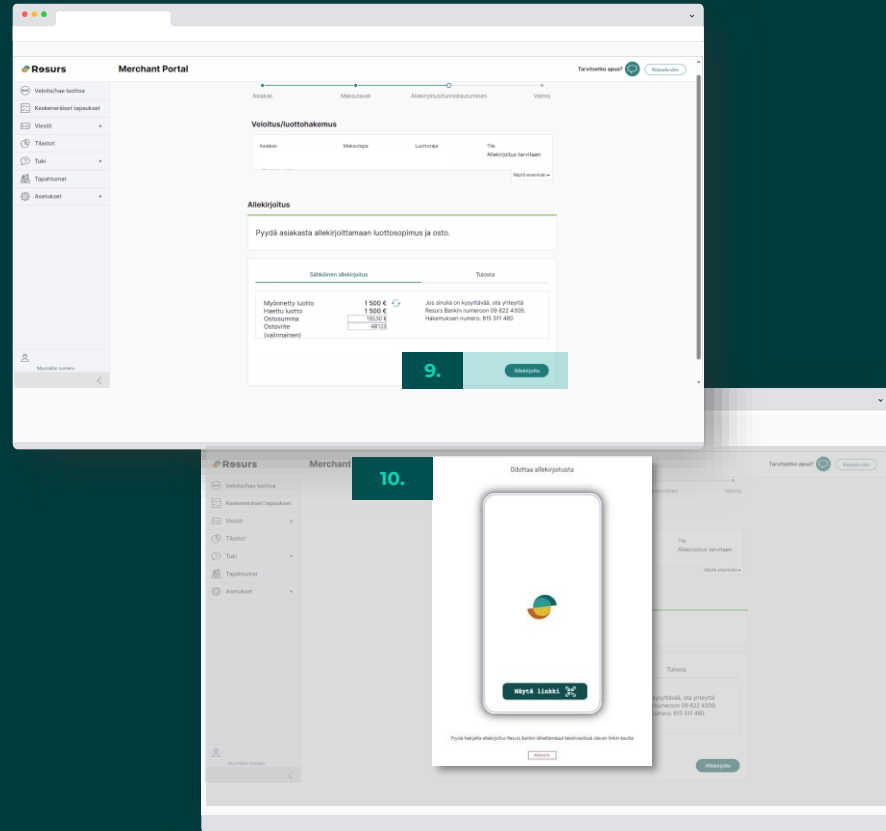 Resurs
Merchant Portal
Tarvitsetko apua?
Kirjaudu ulos
Veloita/hae luottoa
Keskeneräiset tapaukset
Viestit
Tilastot
Tuki
Tapahtumat
Asetukset
Myymälän numero
Asiakas
Maksutavat
Allekirjoitus/tunnistautuminen
Valmis
Veloitus/luottohakemus
Asiakas
Maksutapa
Luottoraja
Tila
Allekirjoitus tarvitaan
Näytä enemmän
Allekirjoitus
Pyydä asiakasta allekirjoittamaan luottosopimus ja osto.
Sähköinen allekirjoitus
Tulosta
Myönnetty luotto 1 500 €
Haettu luotto 1 500 €
Ostosumma 150,50 €
Ostoviite AB123
(valinnainen)
Jos sinulla on kysyttävää, ota yhteyttä
Resurs Bankin numeroon 09 622 4309.
Hakemuksen numero: 815 511 480
9.
Allekirjoita
Resurs
Merchant
Tarvitsetko apua?
Kirjaudu ulos
Veloita/hae luottoa
Keskeneräiset tapaukset
Viestit
Tilastot
Tuki
Tapahtumat
Asetukset
Myymälän numero
10.
Odottaa allekirjoitusta
Näytä linkki
Pyydä hakijalta allekirjoitus Resurs Bankin lähettämässä tekstiviestissä olevan linkin kautta
Valmis
Tila
Allekirjoitus tarvitaan
Näytä enemmän
Tulosta
kysyttävää, ota yhteyttä
numeroon 09 622 4309.
numero: 815 511 480
Allekirjoita